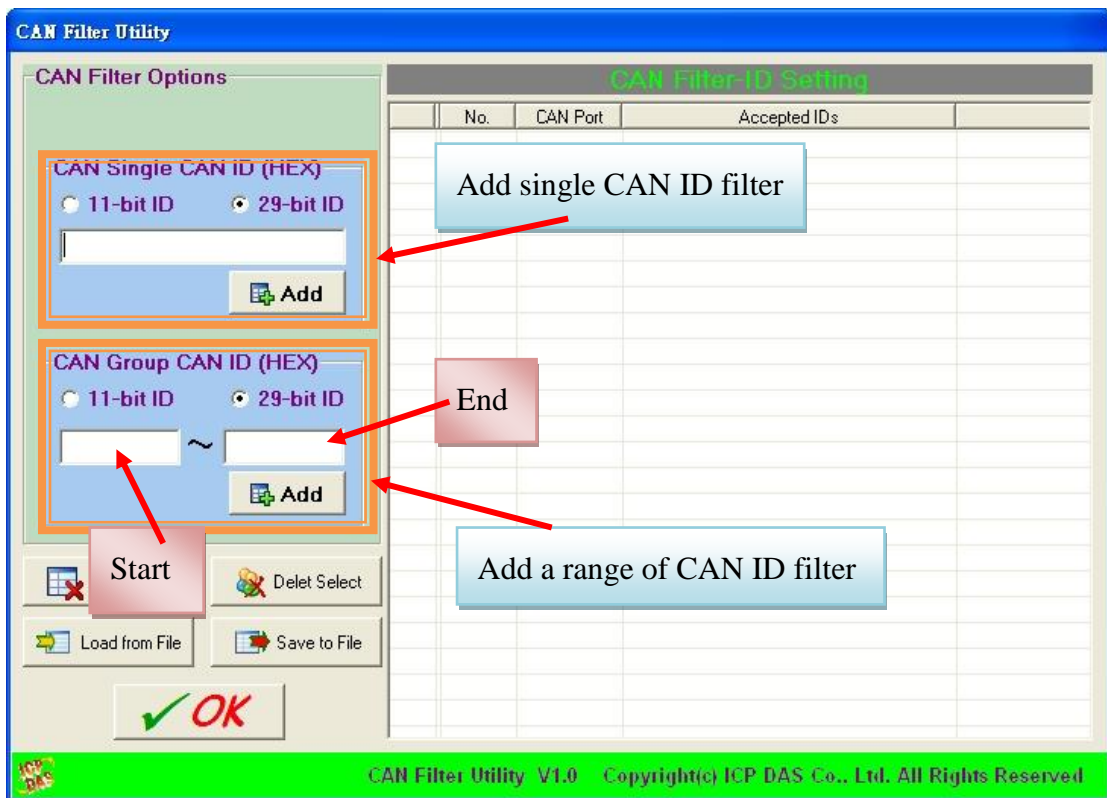 CAN Filter Utility
CAN Filter Options
CAN Single CAN ID (HEX)
11-bit ID 29-bit ID
Add
CAN Group CAN ID (HEX)
11-bit ID 29-bit ID
~
Add
Start
Delet Select
Load from File Save to File
OK
CAN Filter-ID Setting
No. CAN Port Accepted IDs
Add single CAN ID filter
End
Add a range of CAN ID filter
ICP DAS
CAN Filter Utility V1.0 Copyright(c) ICP DAS Co., Ltd. All Rights Reserved